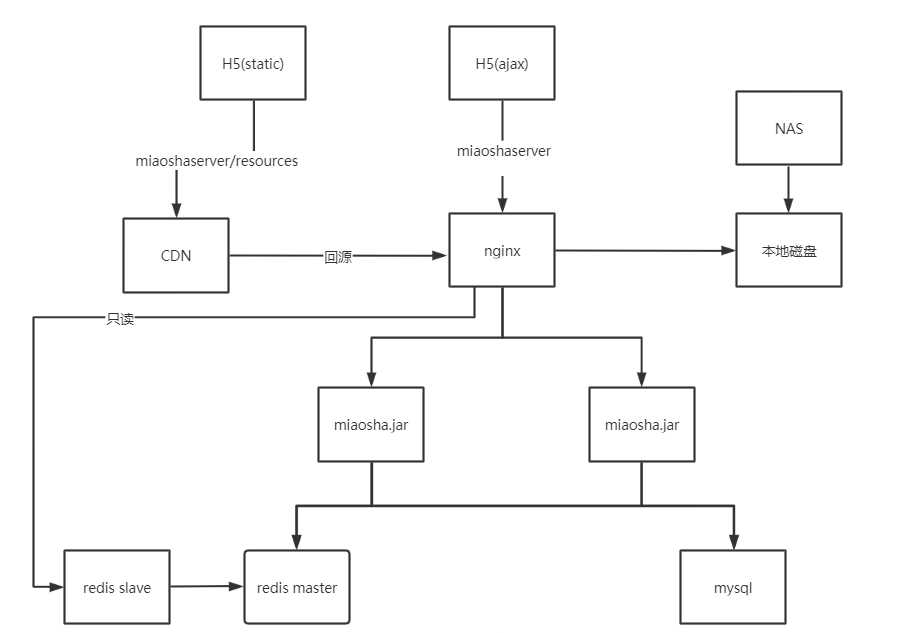 H5(static)
H5(ajax)
NAS
miaoshaserver/resources
miaoshaserver
CDN
回源
nginx
本地磁盘
只读
miaosha.jar
miaosha.jar
redis slave
redis master
mysql